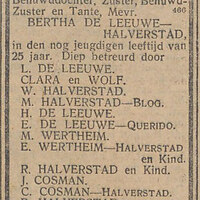 Behuwddochter, Zuster, Behuwd-
Zuster en Tante, Mevr. 466
BERTHA DE LEEUWE—
HALVERSTAD,
in den nog jeugdigen leeftijd van
25 jaar. Diep betreurd door
L. DE LEEUWE.
CLARA en WOLF.
W. HALVERSTAD.
M. HALVERSTAD—BLOG.
H. DE LEEUWE.
E. DE LEEUWE—QUERIDO.
M. WERTHEIM.
E. WERTHEIM—HALVERSTAD
en Kind.
R. HALVERSTAD en Kind.
J. COSMAN.
C. COSMAN—HALVERSTAD.